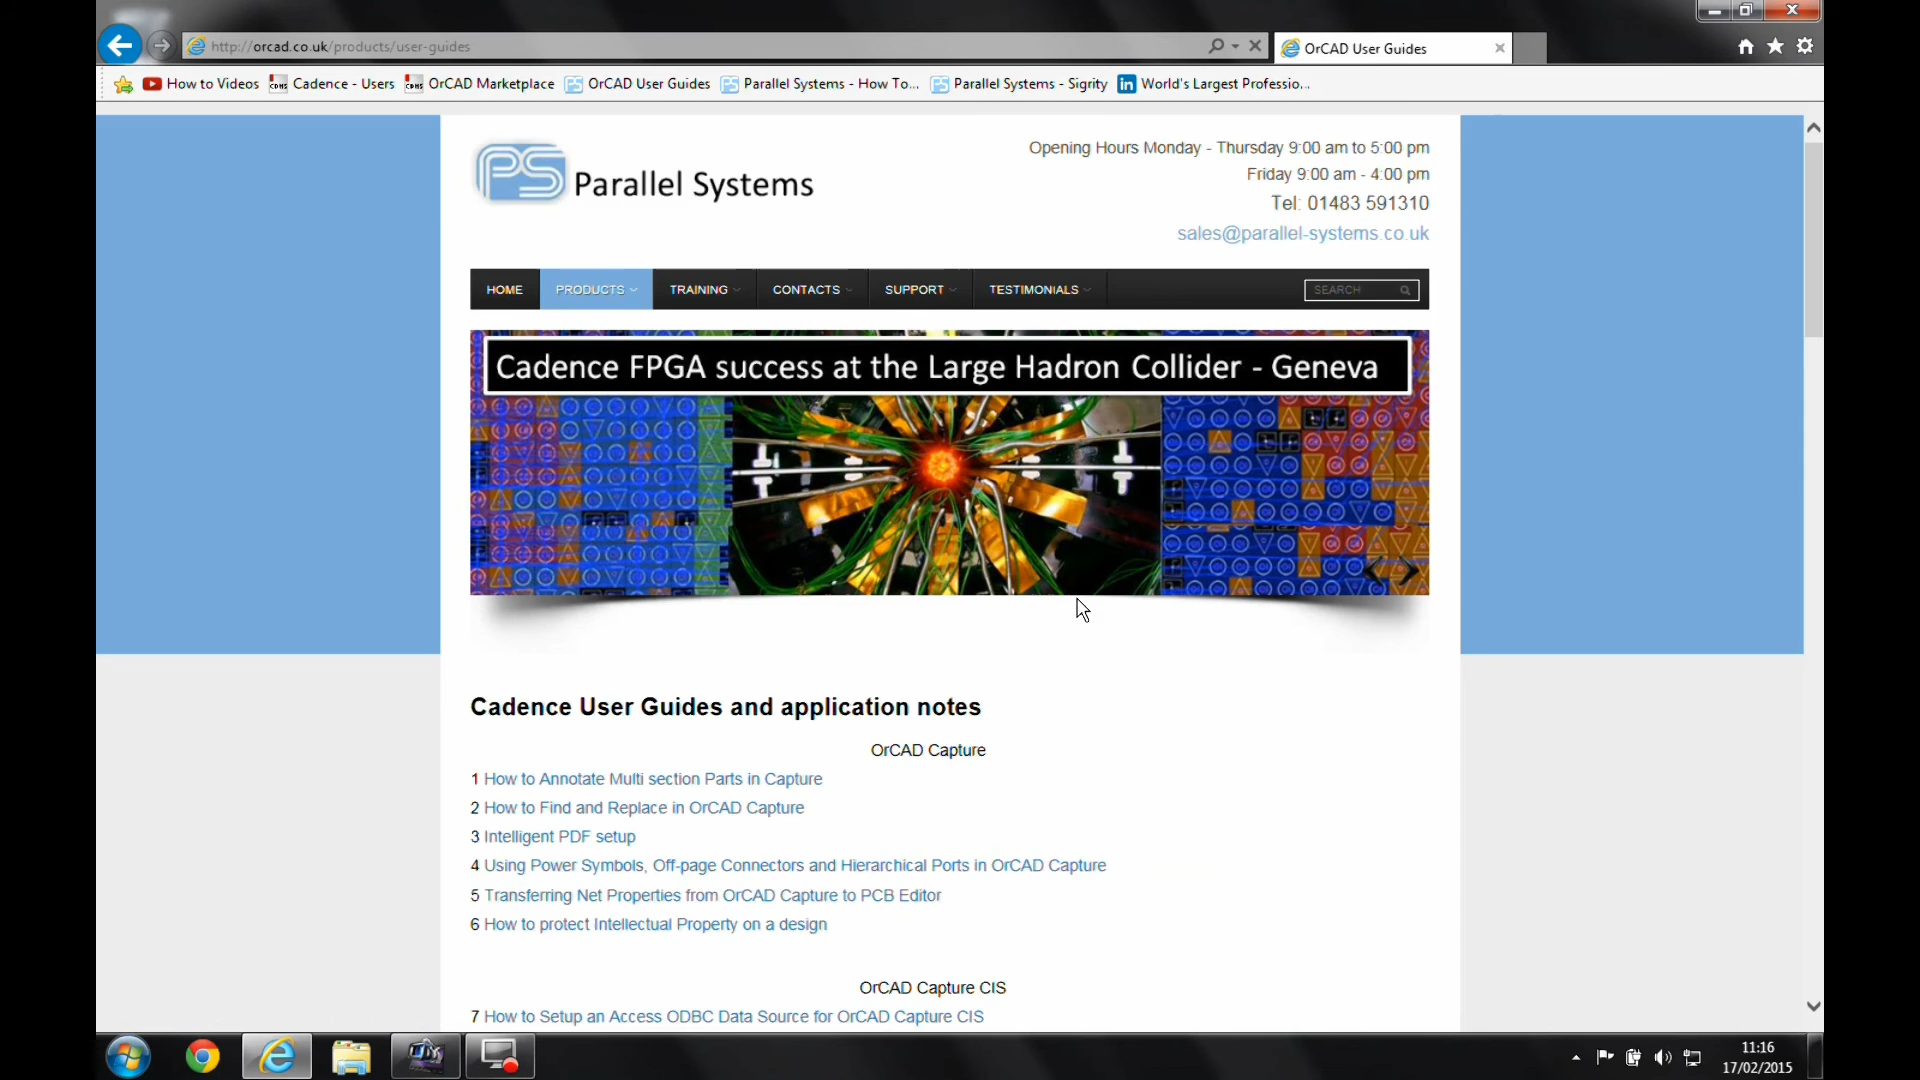 http://orcad.co.uk/products/user-guides
OrCAD User Guides
How to Videos
Cadence - Users
OrCAD Marketplace
OrCAD User Guides
Parallel Systems - How To...
Parallel Systems - Sigrity
World's Largest Professio...
PS Parallel Systems
Opening Hours Monday - Thursday 9:00 am to 5:00 pm
Friday 9:00 am - 4:00 pm
Tel: 01483 591310
sales@parallel-systems.co.uk
HOME PRODUCTS TRAINING CONTACTS SUPPORT TESTIMONIALS SEARCH
Cadence FPGA success at the Large Hadron Collider - Geneva
Cadence User Guides and application notes
OrCAD Capture
1 How to Annotate Multi section Parts in Capture
2 How to Find and Replace in OrCAD Capture
3 Intelligent PDF setup
4 Using Power Symbols, Off-page Connectors and Hierarchical Ports in OrCAD Capture
5 Transferring Net Properties from OrCAD Capture to PCB Editor
6 How to protect Intellectual Property on a design
OrCAD Capture CIS
7 How to Setup an Access ODBC Data Source for OrCAD Capture CIS
11:16
17/02/2015